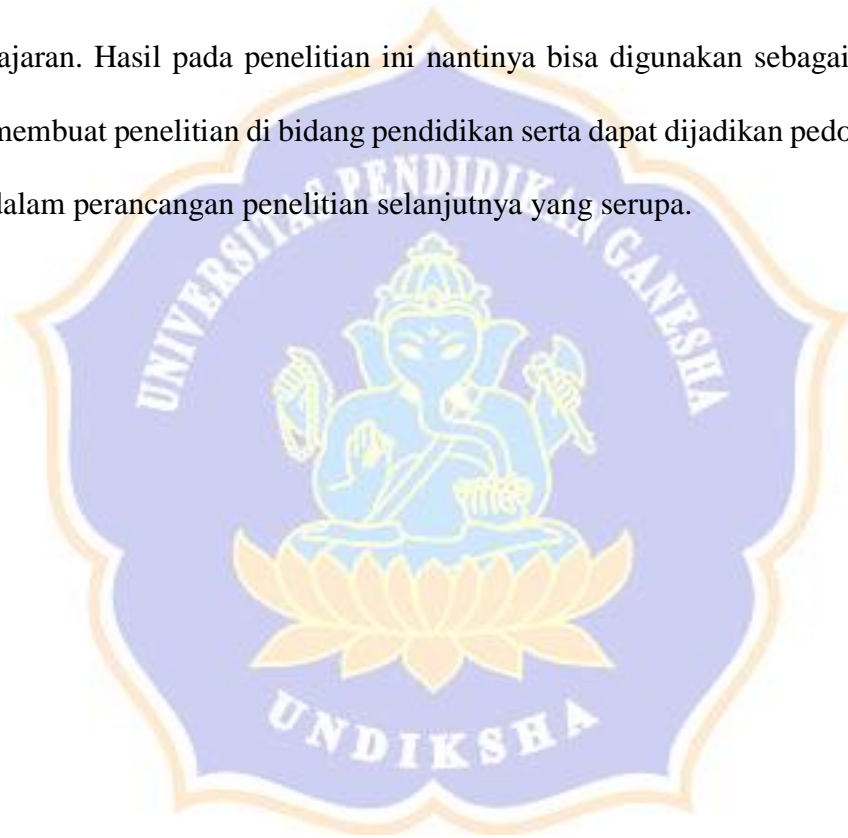 ajaran. Hasil pada penelitian ini nantinya bisa digunakan sebagai
membuat penelitian di bidang pendidikan serta dapat dijadikan pedo
dalam perancangan penelitian selanjutnya yang serupa.
UNIVERSITAS PENDIDIKAN GANESHA
UNDIKSHA